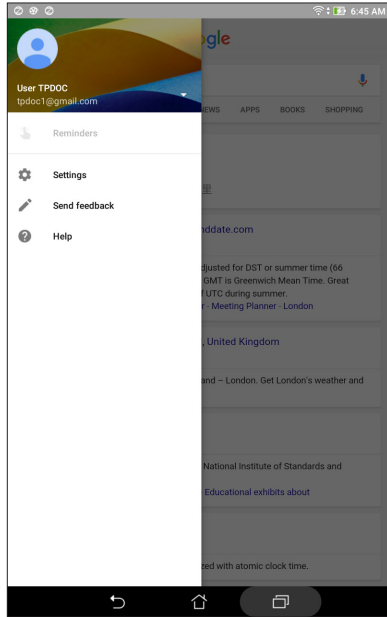 6:45 AM
ogle
User TPDOC
tpdoc1@gmail.com
NEWS APPS BOOKS SHOPPING
Reminders
Settings
里
Send feedback
Help
nddate.com
djusted for DST or summer time (66
GMT is Greenwich Mean Time. Great
f UTC during summer.
r - Meeting Planner - London
, United Kingdom
and – London. Get London's weather and
National Institute of Standards and
Educational exhibits about
zed with atomic clock time.